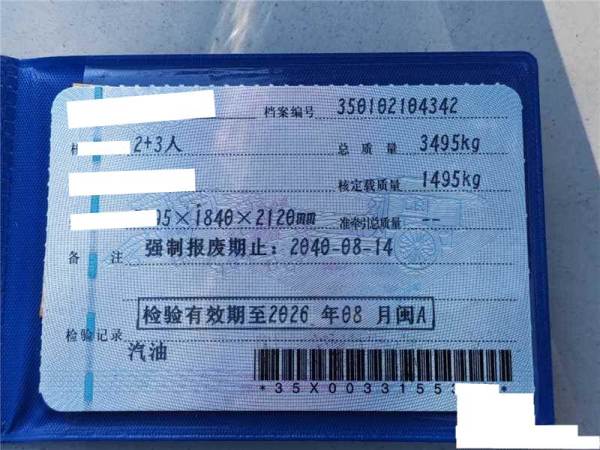 档案编号 350102104342
2+3人 总质量 3495kg
核定载质量 1495kg
05×1840×2120mm 准牵引总质量 --
备注 强制报废期止: 2040-08-14
检验有效期至2026 年08 月闽A
检验记录
汽油
*35X0033155